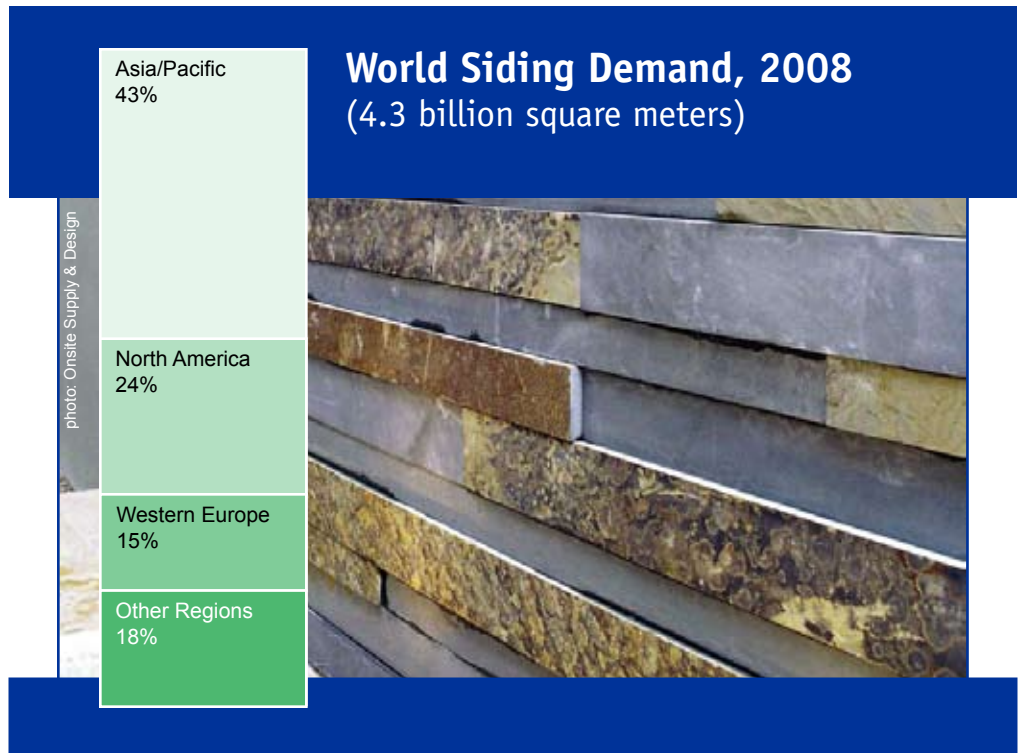 World Siding Demand, 2008
(4.3 billion square meters)
Asia/Pacific
43%
North America
24%
Western Europe
15%
Other Regions
18%
photo: Onsite Supply & Design